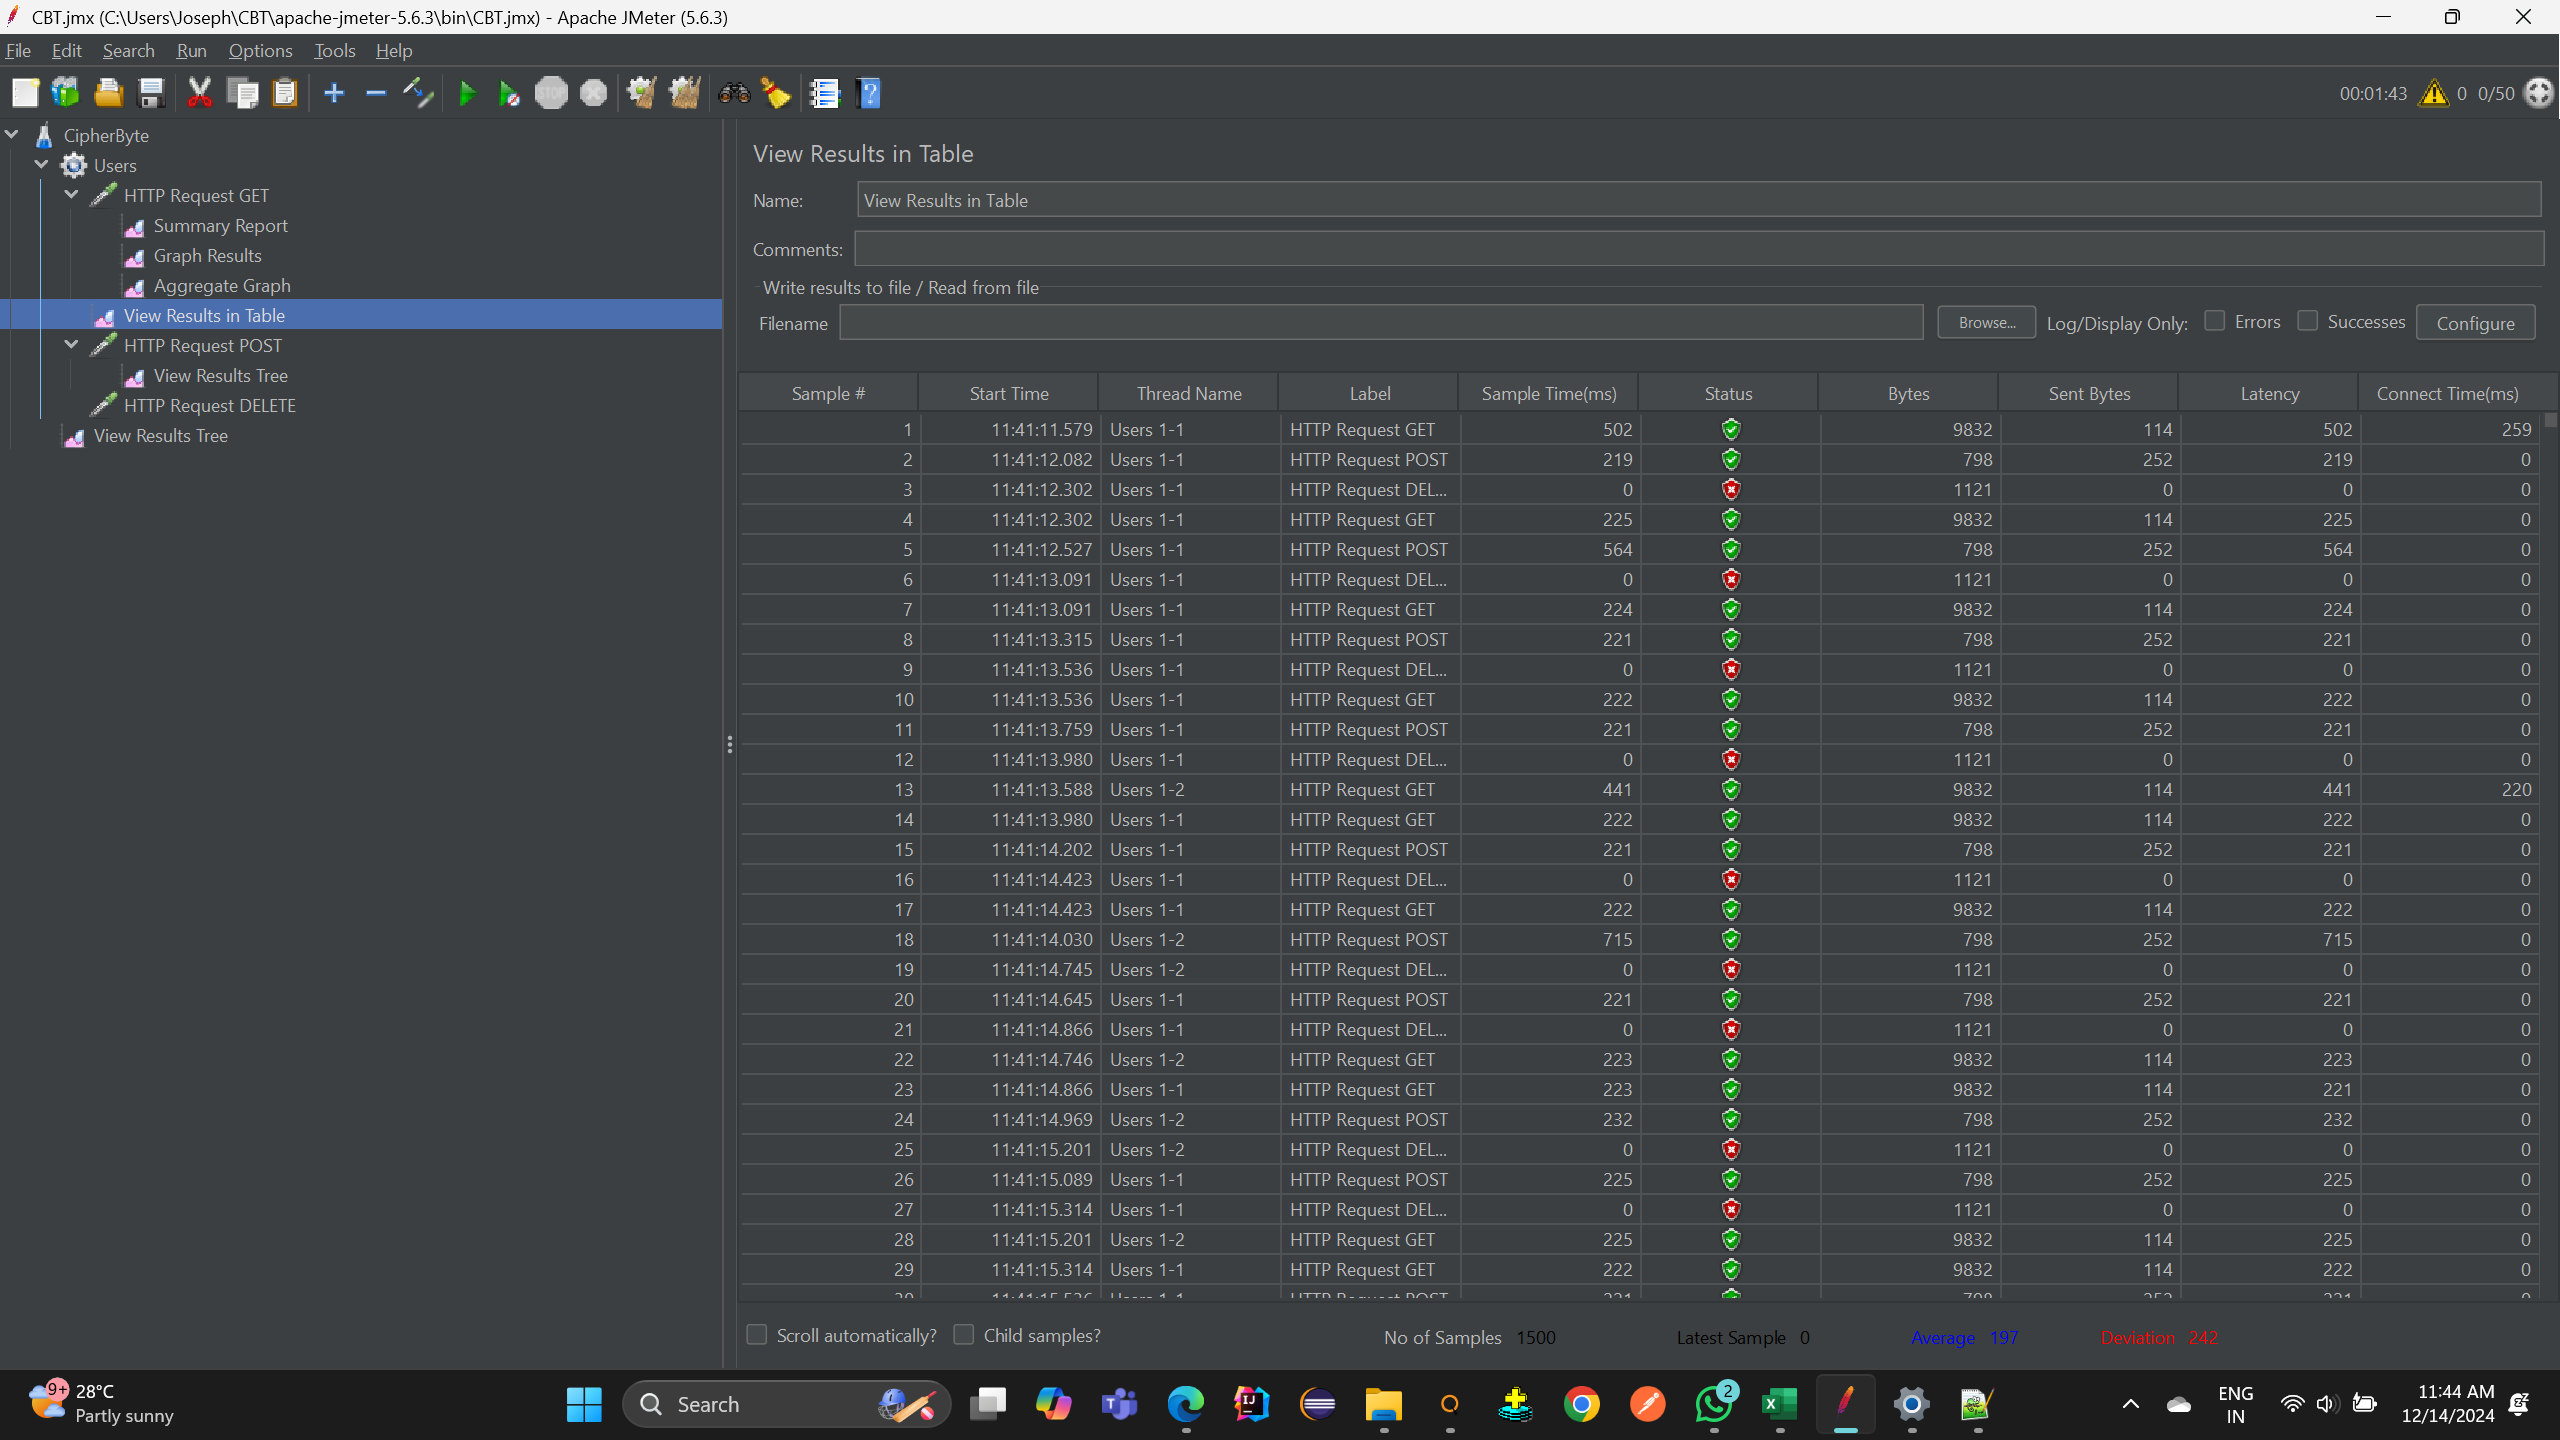 CBT.jmx (C:\Users\Joseph\CBT\apache-jmeter-5.6.3\bin\CBT.jmx) - Apache JMeter (5.6.3)
File Edit Search Run Options Tools Help
STOP ? 00:01:43 0 0/50
CipherByte
Users
HTTP Request GET
Summary Report
Graph Results
Aggregate Graph
View Results in Table
HTTP Request POST
View Results Tree
HTTP Request DELETE
View Results Tree
View Results in Table
Name: View Results in Table
Comments:
Write results to file / Read from file
Filename Browse... Log/Display Only: Errors Successes Configure
Sample # Start Time Thread Name Label Sample Time(ms) Status Bytes Sent Bytes Latency Connect Time(ms)
1 11:41:11.579 Users 1-1 HTTP Request GET 502 9832 114 502 259
2 11:41:12.082 Users 1-1 HTTP Request POST 219 798 252 219 0
3 11:41:12.302 Users 1-1 HTTP Request DEL... 0 1121 0 0 0
4 11:41:12.302 Users 1-1 HTTP Request GET 225 9832 114 225 0
5 11:41:12.527 Users 1-1 HTTP Request POST 564 798 252 564 0
6 11:41:13.091 Users 1-1 HTTP Request DEL... 0 1121 0 0 0
7 11:41:13.091 Users 1-1 HTTP Request GET 224 9832 114 224 0
8 11:41:13.315 Users 1-1 HTTP Request POST 221 798 252 221 0
9 11:41:13.536 Users 1-1 HTTP Request DEL... 0 1121 0 0 0
10 11:41:13.536 Users 1-1 HTTP Request GET 222 9832 114 222 0
11 11:41:13.759 Users 1-1 HTTP Request POST 221 798 252 221 0
12 11:41:13.980 Users 1-1 HTTP Request DEL... 0 1121 0 0 0
13 11:41:13.588 Users 1-2 HTTP Request GET 441 9832 114 441 220
14 11:41:13.980 Users 1-1 HTTP Request GET 222 9832 114 222 0
15 11:41:14.202 Users 1-1 HTTP Request POST 221 798 252 221 0
16 11:41:14.423 Users 1-1 HTTP Request DEL... 0 1121 0 0 0
17 11:41:14.423 Users 1-1 HTTP Request GET 222 9832 114 222 0
18 11:41:14.030 Users 1-2 HTTP Request POST 715 798 252 715 0
19 11:41:14.745 Users 1-2 HTTP Request DEL... 0 1121 0 0 0
20 11:41:14.645 Users 1-1 HTTP Request POST 221 798 252 221 0
21 11:41:14.866 Users 1-1 HTTP Request DEL... 0 1121 0 0 0
22 11:41:14.746 Users 1-2 HTTP Request GET 223 9832 114 223 0
23 11:41:14.866 Users 1-1 HTTP Request GET 223 9832 114 221 0
24 11:41:14.969 Users 1-2 HTTP Request POST 232 798 252 232 0
25 11:41:15.201 Users 1-2 HTTP Request DEL... 0 1121 0 0 0
26 11:41:15.089 Users 1-1 HTTP Request POST 225 798 252 225 0
27 11:41:15.314 Users 1-1 HTTP Request DEL... 0 1121 0 0 0
28 11:41:15.201 Users 1-2 HTTP Request GET 225 9832 114 225 0
29 11:41:15.314 Users 1-1 HTTP Request GET 222 9832 114 222 0
Scroll automatically? Child samples? No of Samples 1500 Latest Sample 0 Average 197 Deviation 242
9+ 28°C
Partly sunny
Search
2
ENG
IN
11:44 AM
12/14/2024